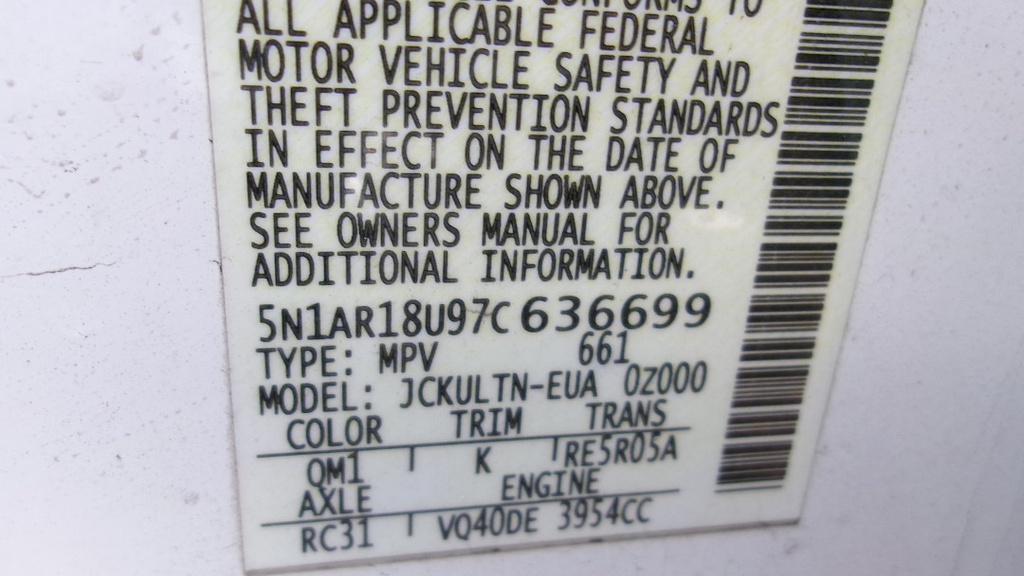 CONFORMS TO
ALL APPLICABLE FEDERAL
MOTOR VEHICLE SAFETY AND
THEFT PREVENTION STANDARDS
IN EFFECT ON THE DATE OF
MANUFACTURE SHOWN ABOVE.
SEE OWNERS MANUAL FOR
ADDITIONAL INFORMATION.
5N1AR18U97C636699
TYPE: MPV 661
MODEL: JCKULTN-EUA 0Z000
COLOR TRIM TRANS
QM1 K RE5R05A
AXLE ENGINE
RC31 VQ40DE 3954CC